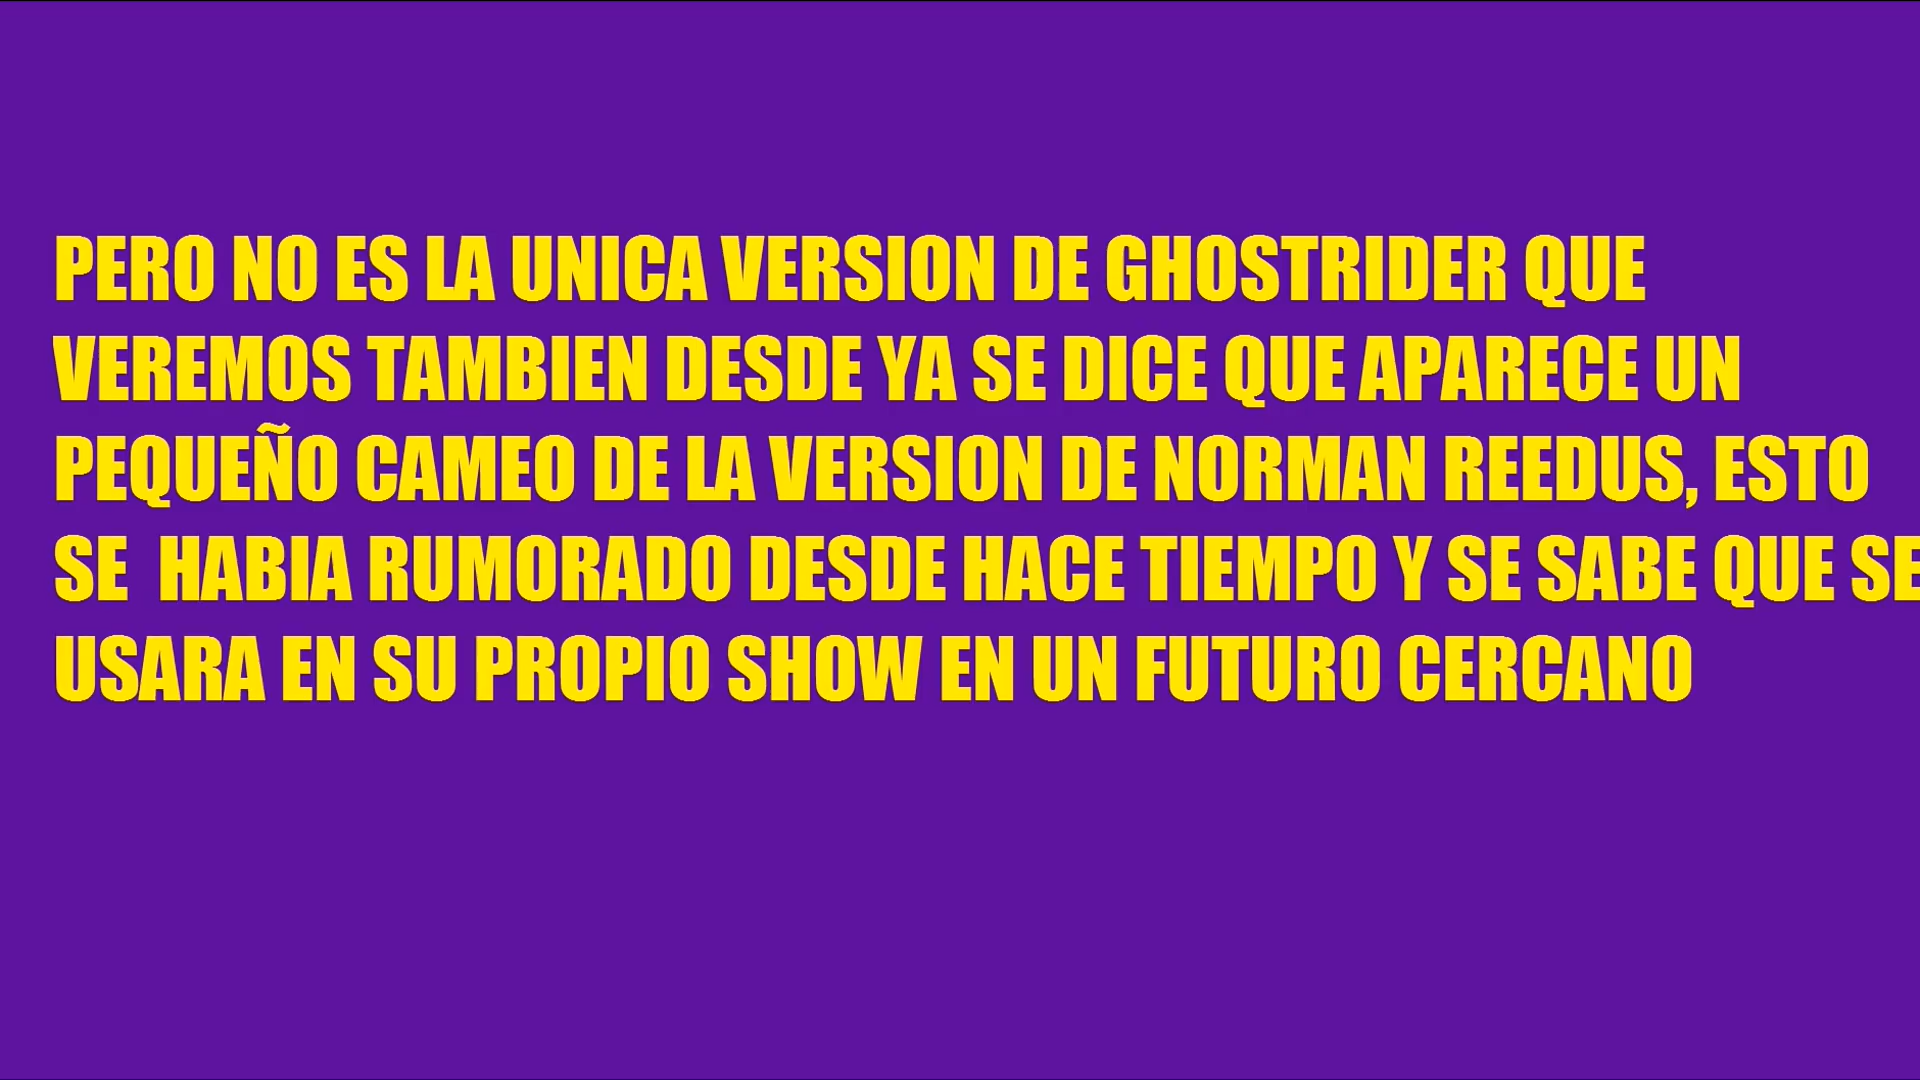 PERO NO ES LA UNICA VERSION DE GHOSTRIDER QUE
VEREMOS TAMBIEN DESDE YA SE DICE QUE APARECE UN
PEQUEÑO CAMEO DE LA VERSION DE NORMAN REEDUS, ESTO
SE  HABIA RUMORADO DESDE HACE TIEMPO Y SE SABE QUE SE
USARA EN SU PROPIO SHOW EN UN FUTURO CERCANO